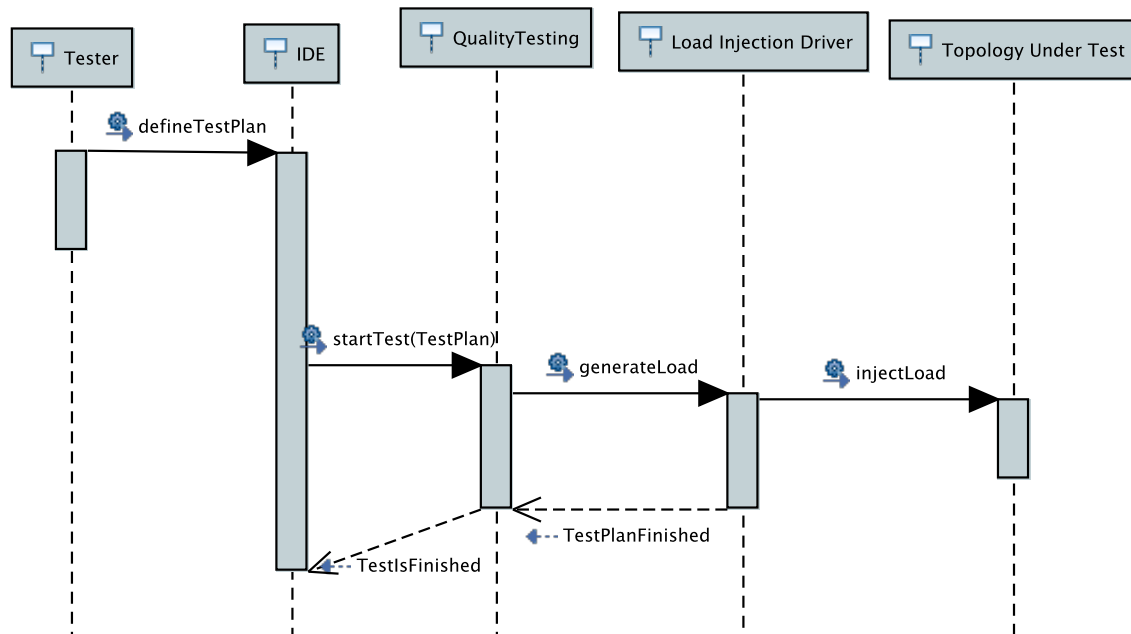 Tester
IDE
QualityTesting
Load Injection Driver
Topology Under Test
defineTestPlan
startTest(TestPlan)
generateLoad
injectLoad
TestPlanFinished
TestIsFinished